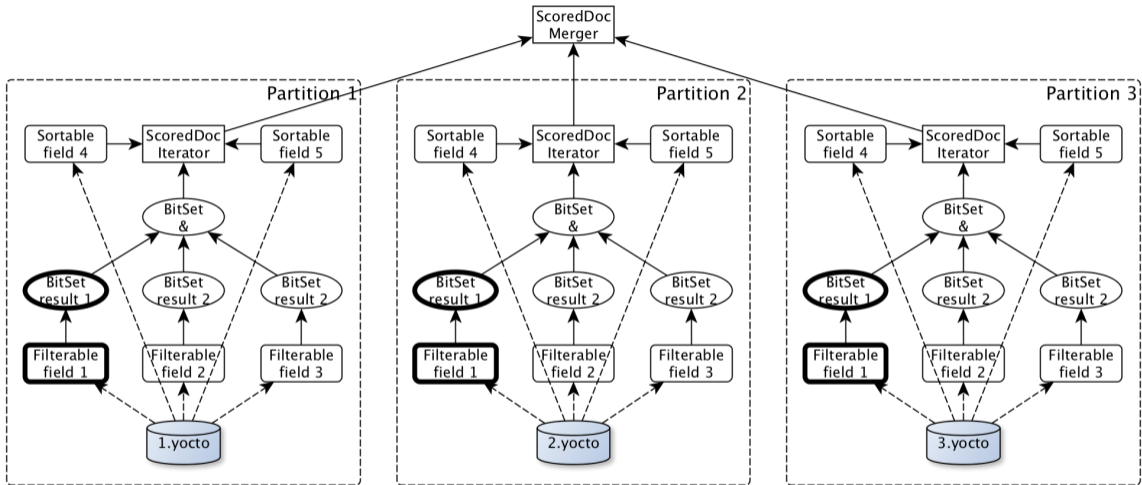 ScoredDoc
Merger
Partition 1
Sortable
field 4
ScoredDoc
Iterator
Sortable
field 5
BitSet
&
BitSet
result 1
BitSet
result 2
BitSet
result 2
Filterable
field 1
Filterable
field 2
Filterable
field 3
1.yocto
Partition 2
Sortable
field 4
ScoredDoc
Iterator
Sortable
field 5
BitSet
&
BitSet
result 1
BitSet
result 2
BitSet
result 2
Filterable
field 1
Filterable
field 2
Filterable
field 3
2.yocto
Partition 3
Sortable
field 4
ScoredDoc
Iterator
Sortable
field 5
BitSet
&
BitSet
result 1
BitSet
result 2
BitSet
result 2
Filterable
field 1
Filterable
field 2
Filterable
field 3
3.yocto